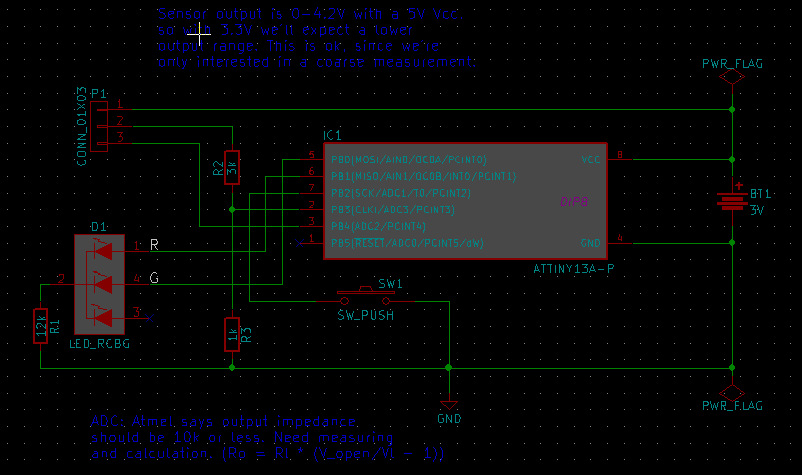 Sensor output is 0-4.2V with a 5V Vcc,
so with 3.3V we'll expect a lower
output range. This is ok, since we're
only interested in a coarse measurement.
PWR_FLAG
P1
CONN_01X03
1
2
3
IC1
R2
3k
5 PB0(MOSI/AIN0/OC0A/PCINT0)
6 PB1(MISO/AIN1/OC0B/INT0/PCINT1)
7 PB2(SCK/ADC1/T0/PCINT2)
2 PB3(CLKI/ADC3/PCINT3)
3 PB4(ADC2/PCINT4)
1 PB5(RESET/ADC0/PCINT5/dW)
VCC 8
DIP8
GND 4
ATTINY13A-P
+
BT1
3V
D1
1 R
2
4 G
3
LED_RCBG
R1
12k
SW1
SW_PUSH
R3
1k
GND
PWR_FLAG
ADC: Atmel says output impedance
should be 10k or less. Need measuring
and calculation. (Ro = Rl * (V_open/Vl - 1))